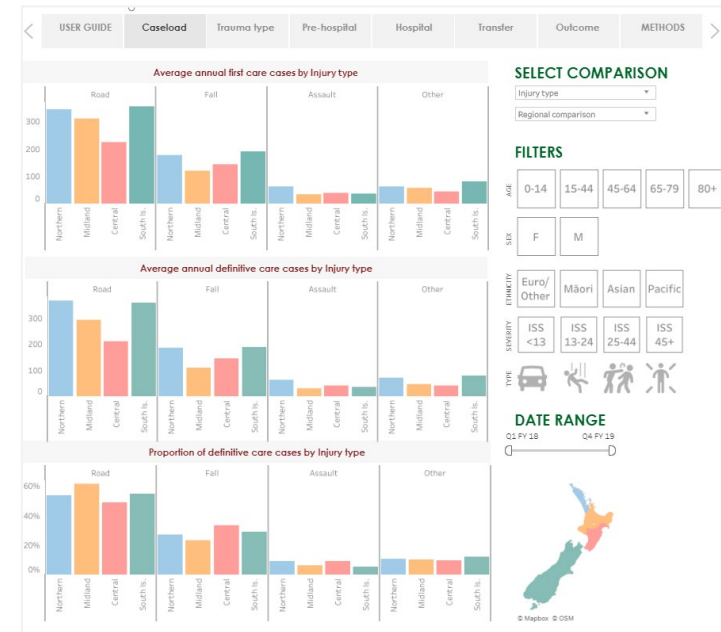 USER GUIDE Caseload Trauma type Pre-hospital Hospital Transfer Outcome METHODS
Average annual first care cases by Injury type
Road Fall Assault Other
300
200
100
0
Northern Midland Central South Is. Northern Midland Central South Is. Northern Midland Central South Is. Northern Midland Central South Is.
Average annual definitive care cases by Injury type
Road Fall Assault Other
300
200
100
0
Northern Midland Central South Is. Northern Midland Central South Is. Northern Midland Central South Is. Northern Midland Central South Is.
Proportion of definitive care cases by Injury type
Road Fall Assault Other
60%
40%
20%
0%
Northern Midland Central South Is. Northern Midland Central South Is. Northern Midland Central South Is. Northern Midland Central South Is.
SELECT COMPARISON
Injury type
Regional comparison
FILTERS
AGE 0-14 15-44 45-64 65-79 80+
SEX F M
ETHNICITY Euro/ Māori Asian Pacific
Other
SEVERITY ISS ISS ISS ISS
<13 13-24 25-44 45+
TYPE
DATE RANGE
Q1 FY 18 Q4 FY 19
© Mapbox © OSM